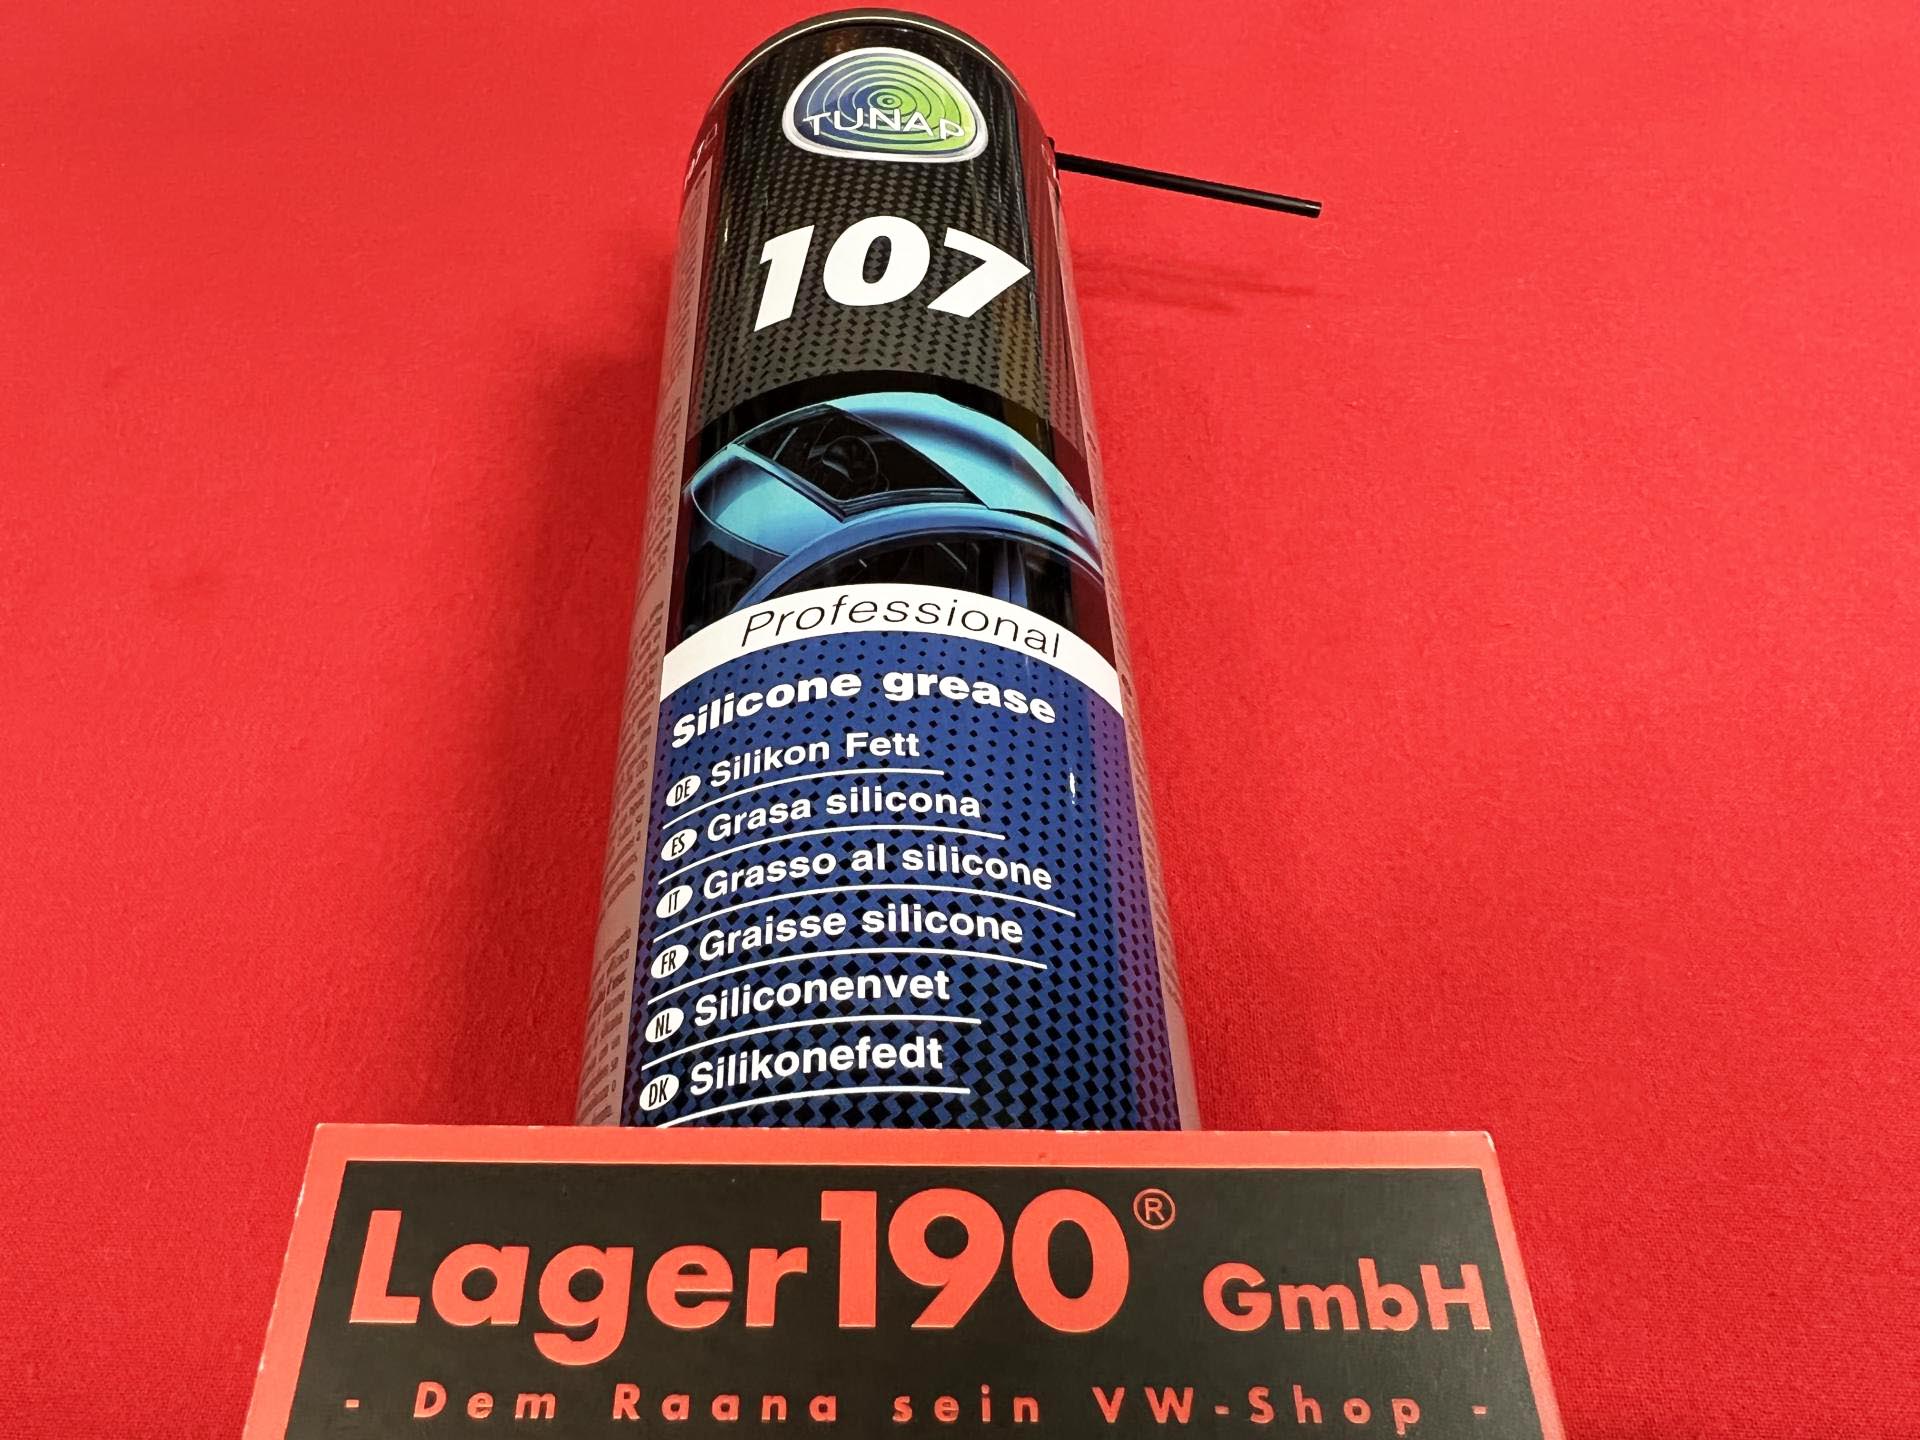 TUNAP
107
Professional
Silicone grease
DE Silikon Fett
ES Grasa silicona
IT Grasso al silicone
FR Graisse silicone
NL Siliconenvet
DK Silikonefedt
Lager190® GmbH
- Dem Raana sein VW-Shop -